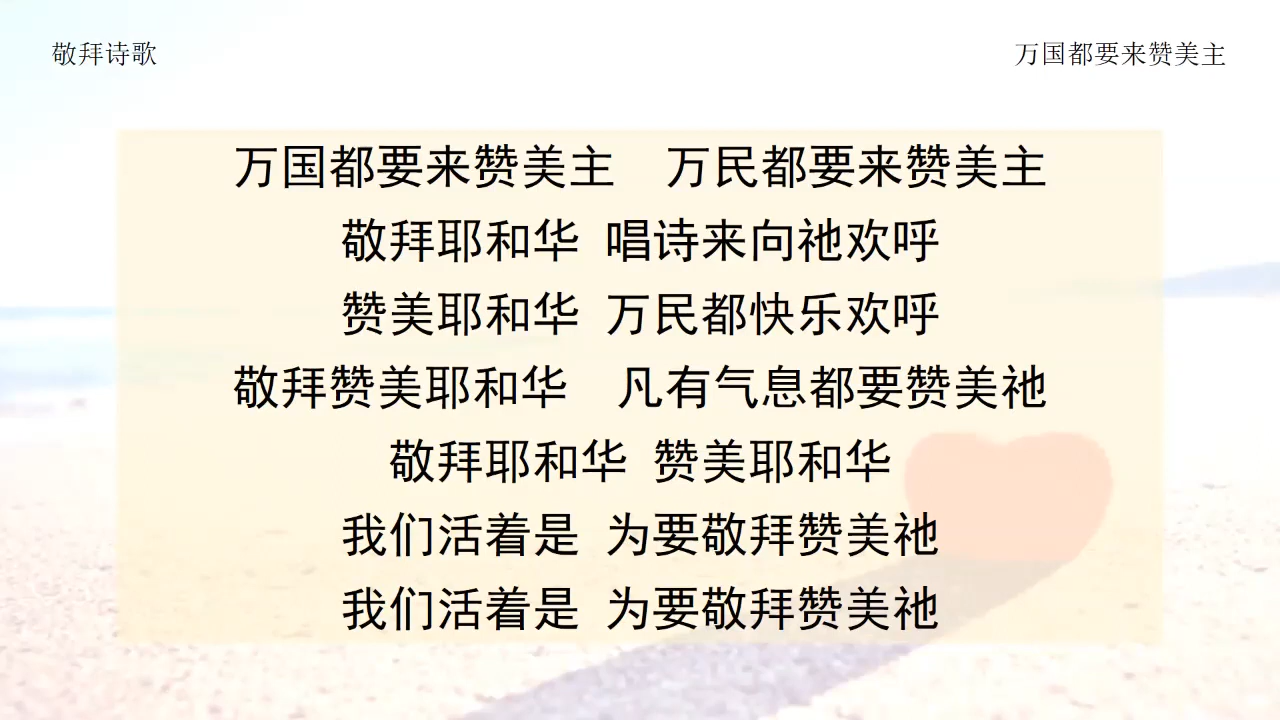 敬拜诗歌
万国都要来赞美主
万国都要来赞美主 万民都要来赞美主
敬拜耶和华 唱诗来向祂欢呼
赞美耶和华 万民都快乐欢呼
敬拜赞美耶和华 凡有气息都要赞美祂
敬拜耶和华 赞美耶和华
我们活着是 为要敬拜赞美祂
我们活着是 为要敬拜赞美祂